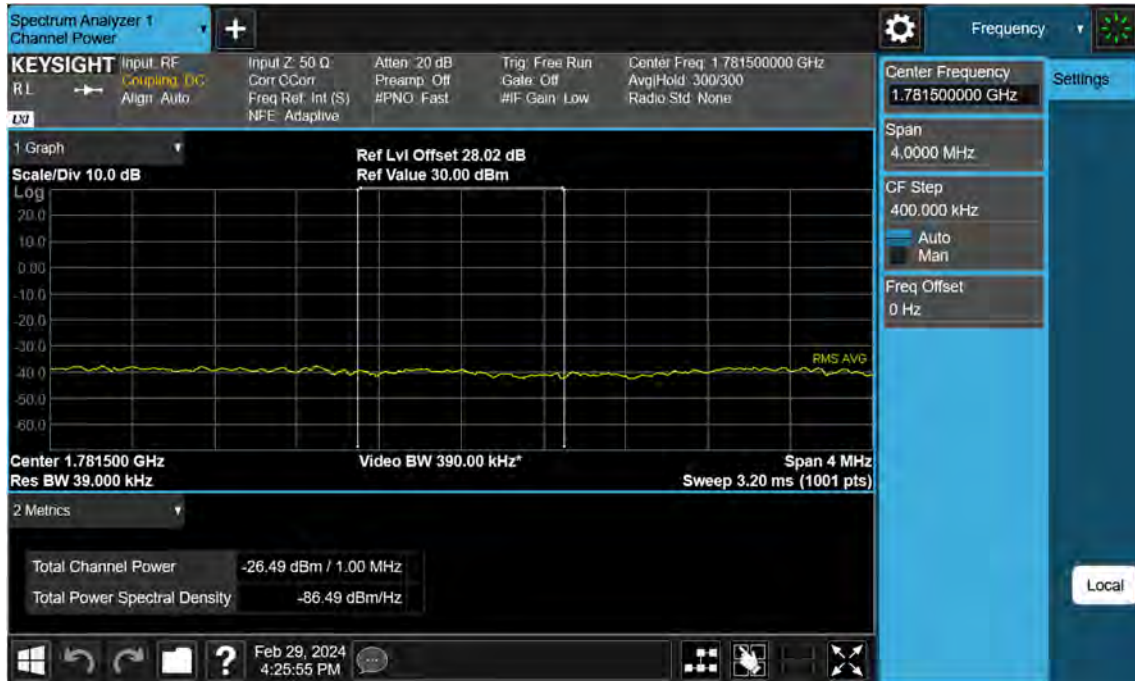 Spectrum Analyzer 1
Channel Power
Frequency
KEYSIGHT
RL
LXI
Input: RF
Coupling: DC
Align: Auto
Input Z: 50 Ω
Corr CCorr
Freq Ref: Int (S)
NFE: Adaptive
Atten: 20 dB
Preamp: Off
#PNO: Fast
Trig: Free Run
Gate: Off
#IF Gain: Low
Center Freq: 1.781500000 GHz
Avg|Hold: 300/300
Radio Std: None
Center Frequency
1.781500000 GHz
Settings
Span
4.0000 MHz
CF Step
400.000 kHz
Auto
Man
Freq Offset
0 Hz
1 Graph
Ref Lvl Offset 28.02 dB
Scale/Div 10.0 dB
Ref Value 30.00 dBm
Log
20.0
10.0
0.00
-10.0
-20.0
-30.0
-40.0
-50.0
-60.0
RMS AVG
Center 1.781500 GHz
Video BW 390.00 kHz*
Span 4 MHz
Res BW 39.000 kHz
Sweep 3.20 ms (1001 pts)
2 Metrics
Total Channel Power -26.49 dBm / 1.00 MHz
Total Power Spectral Density -86.49 dBm/Hz
Local
?
Feb 29, 2024
4:25:55 PM